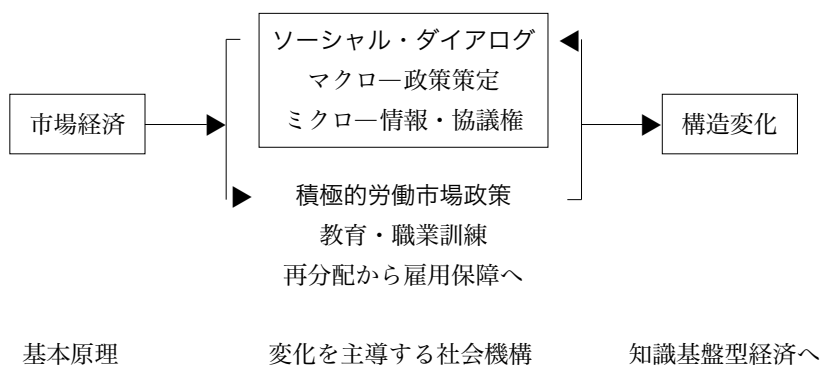 ソーシャル・ダイアログ
マクロ―政策策定
ミクロ―情報・協議権
市場経済
構造変化
積極的労働市場政策
教育・職業訓練
再分配から雇用保障へ
基本原理
変化を主導する社会機構
知識基盤型経済へ